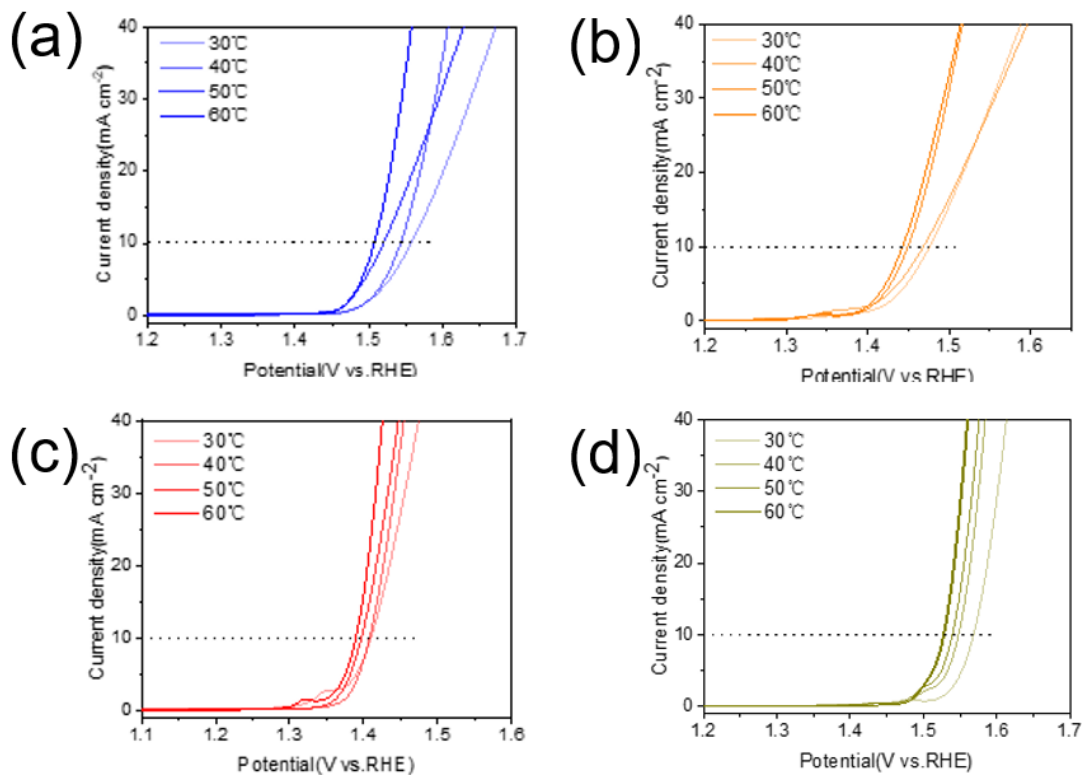 (a)
40
30
20
10
0
Current density(mA cm-2)
30℃
40℃
50℃
60℃
1.2 1.3 1.4 1.5 1.6 1.7
Potential(V vs.RHE)
(b)
40
30
20
10
0
Current density(mA cm-2)
30℃
40℃
50℃
60℃
1.2 1.3 1.4 1.5 1.6
Potential(V vs RHE)
(c)
40
30
20
10
0
Current density(mA cm-2)
30℃
40℃
50℃
60℃
1.1 1.2 1.3 1.4 1.5 1.6
Potential(V vs.RHE)
(d)
40
30
20
10
0
Current density(mA cm-2)
30℃
40℃
50℃
60℃
1.2 1.3 1.4 1.5 1.6 1.7
Potential(V vs.RHE)